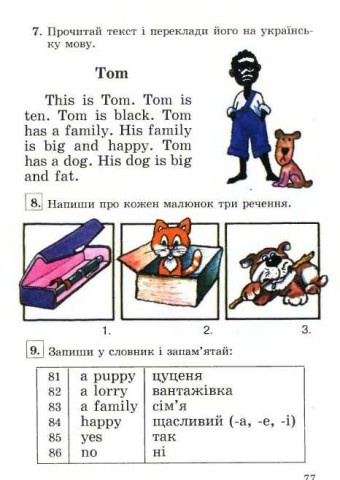 7. Прочитай текст і переклади його на українсь-
ку мову.
Tom
This is Tom. Tom is
ten. Tom is black. Tom
has a family. His family
is big and happy. Tom
has a dog. His dog is big
and fat.
8. Напиши про кожен малюнок три речення.
1. 2. 3.
9. Запиши у словник і запам'ятай:
81 a puppy цуценя
82 a lorry вантажівка
83 a family сім'я
84 happy щасливий (-а, -е, -і)
85 yes так
86 no ні
77